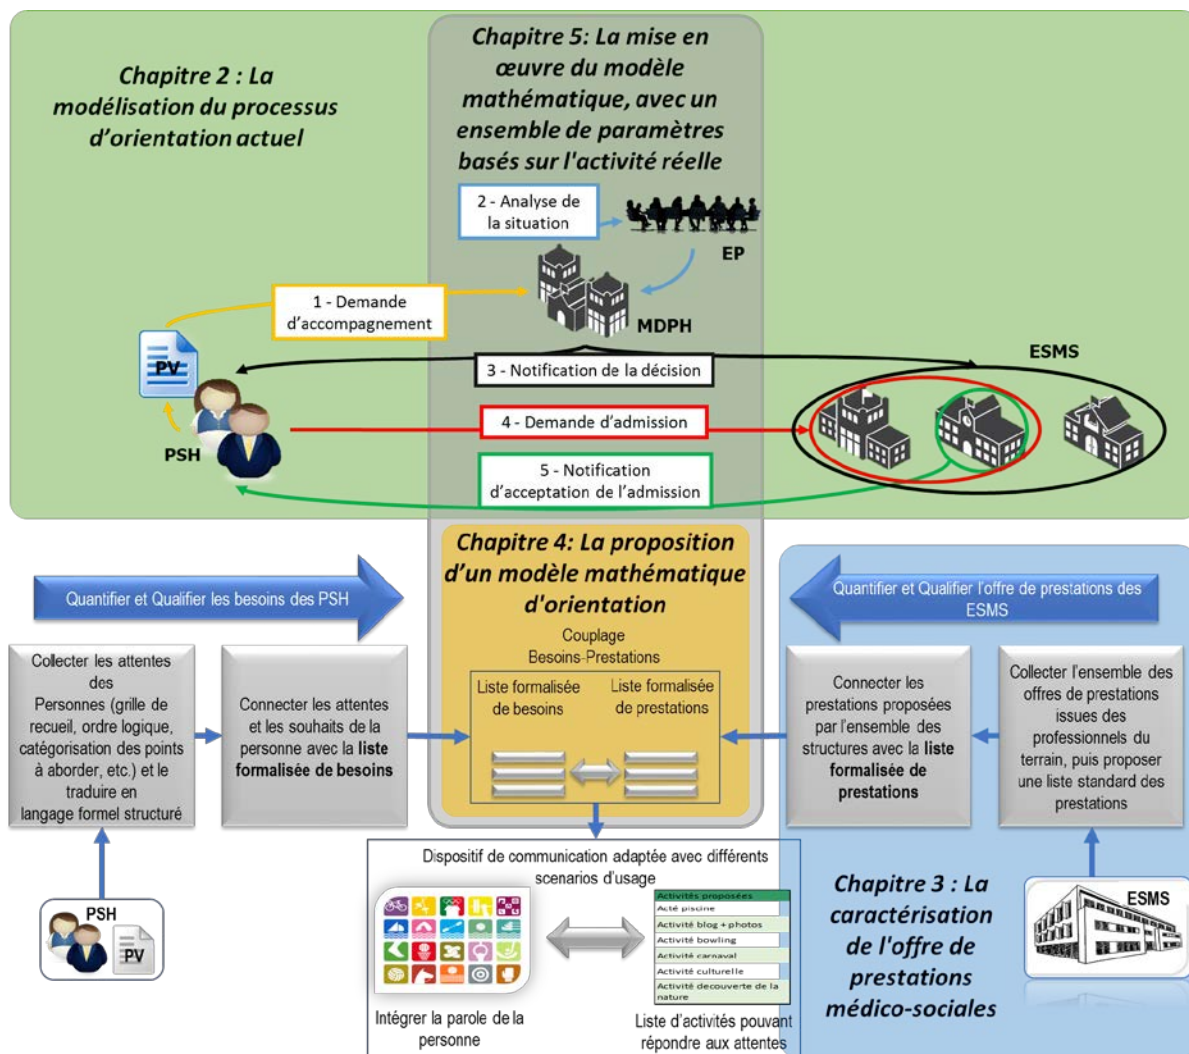 Chapitre 2 : La
modélisation du processus
d'orientation actuel
Chapitre 5: La mise en
œuvre du modèle
mathématique, avec un
ensemble de paramètres
basés sur l'activité réelle
2 - Analyse de
la situation
EP
1 - Demande
d'accompagnement
MDPH
PV
PSH
3 - Notification de la décision
ESMS
4 - Demande d'admission
5 - Notification
d'acceptation de l'admission
Chapitre 4: La proposition
d'un modèle mathématique
d'orientation
Quantifier et Qualifier les besoins des PSH
Quantifier et Qualifier l'offre de prestations des
ESMS
Collecter les attentes
des
Personnes (grille de
recueil, ordre logique,
catégorisation des points
à aborder, etc.) et le
traduire en
langage formel structuré
Connecter les attentes
et les souhaits de la
personne avec la liste
formalisée de besoins
Couplage
Besoins-Prestations
Liste formalisée
de besoins
Liste formalisée
de prestations
Connecter les
prestations proposées
par l'ensemble des
structures avec la liste
formalisée de
prestations
Collecter l'ensemble des
offres de prestations
issues des
professionnels du
terrain, puis proposer
une liste standard des
prestations
PSH
PV
Dispositif de communication adaptée avec différents
scenarios d'usage
Activités proposées
Acté piscine
Activité blog + photos
Activité bowling
Activité carnaval
Activité culturelle
Activité decouverte de la
nature
Intégrer la parole de la
personne
Liste d'activités pouvant
répondre aux attentes
Chapitre 3 : La
caractérisation
de l'offre de
prestations
médico-sociales
ESMS